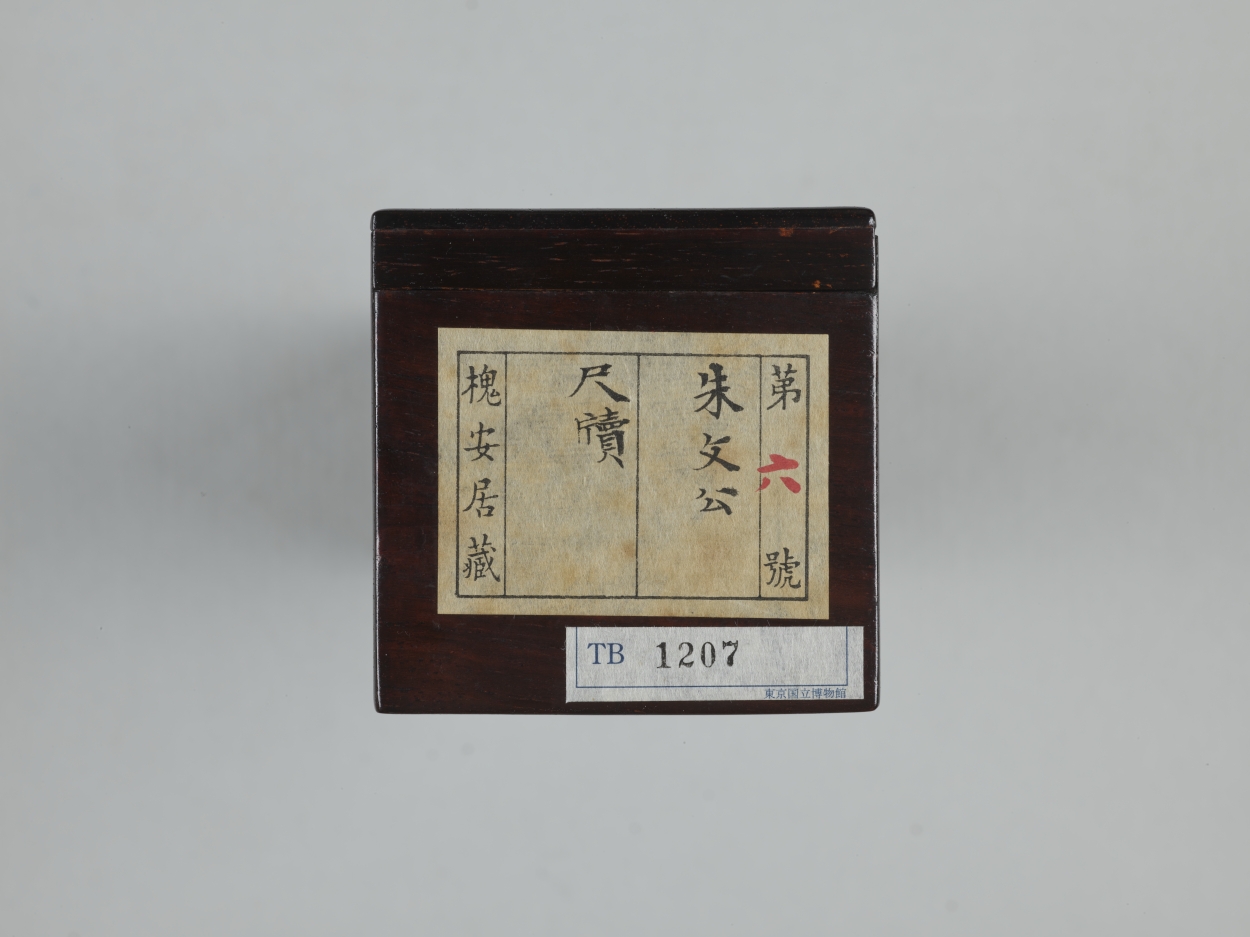 第六號
朱文公
尺牘
槐安居藏
TB 1207
東京国立博物館